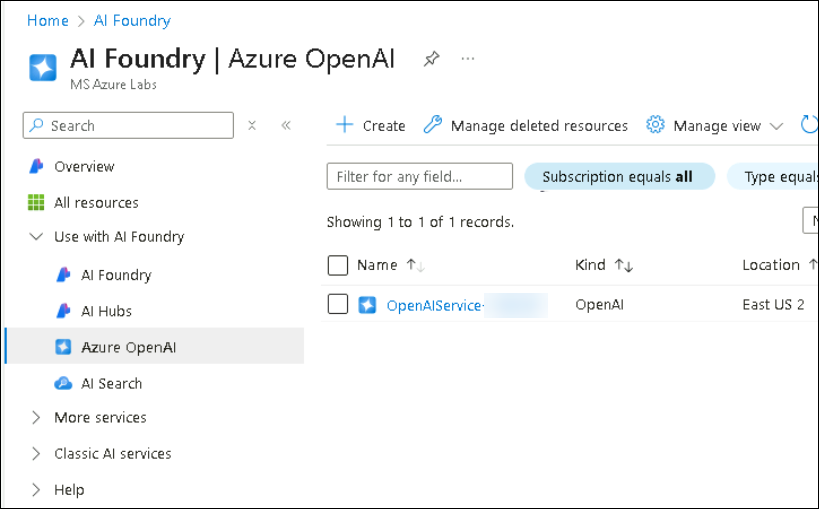 Home > AI Foundry
AI Foundry | Azure OpenAI ...
MS Azure Labs
Search
Overview
All resources
Use with AI Foundry
AI Foundry
AI Hubs
Azure OpenAI
AI Search
More services
Classic AI services
Help
+ Create Manage deleted resources Manage view
Filter for any field... Subscription equals all Type equals
Showing 1 to 1 of 1 records.
Name ↑↓ Kind ↑↓ Location ↑
OpenAIService- OpenAI East US 2